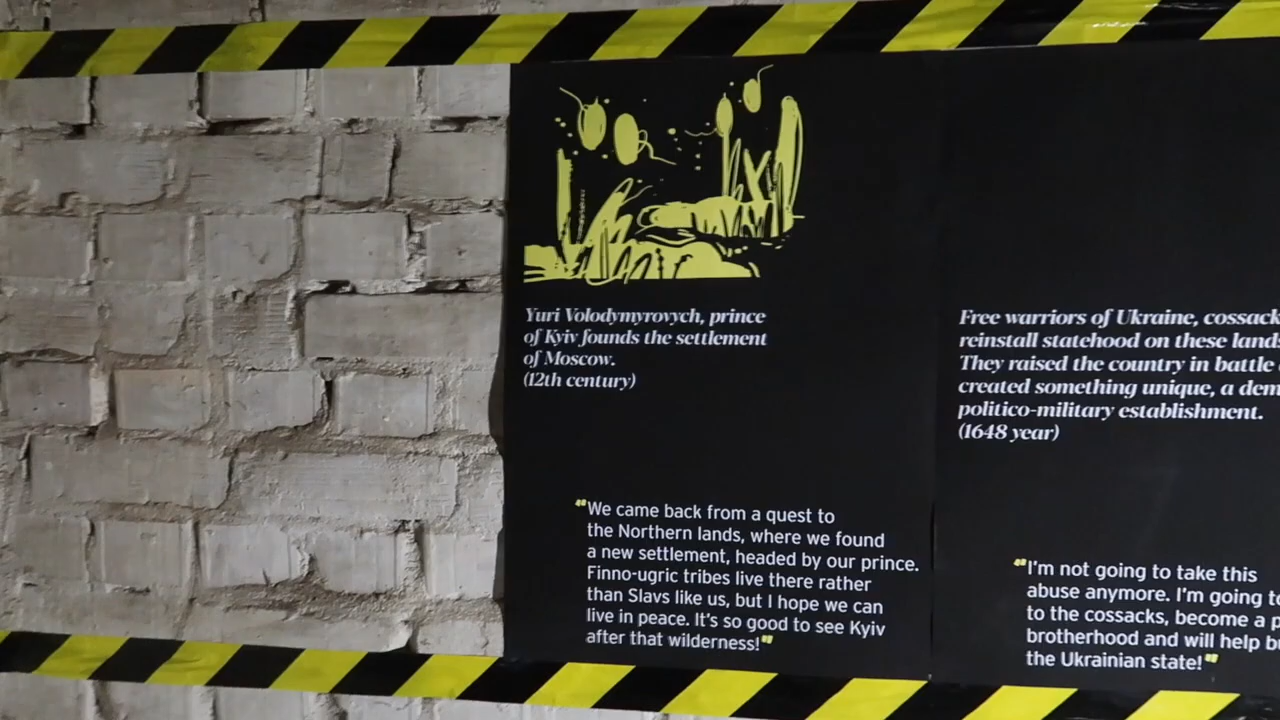 Yuri Volodymyrovych, prince
of Kyiv founds the settlement
of Moscow.
(12th century)
"We came back from a quest to
the Northern lands, where we found
a new settlement, headed by our prince.
Finno-ugric tribes live there rather
than Slavs like us, but I hope we can
live in peace. It's so good to see Kyiv
after that wilderness!"
Free warriors of Ukraine, cossack
reinstall statehood on these lands
They raised the country in battle
created something unique, a dem
politico-military establishment.
(1648 year)
"I'm not going to take this
abuse anymore. I'm going to
to the cossacks, become a p
brotherhood and will help bu
the Ukrainian state!"